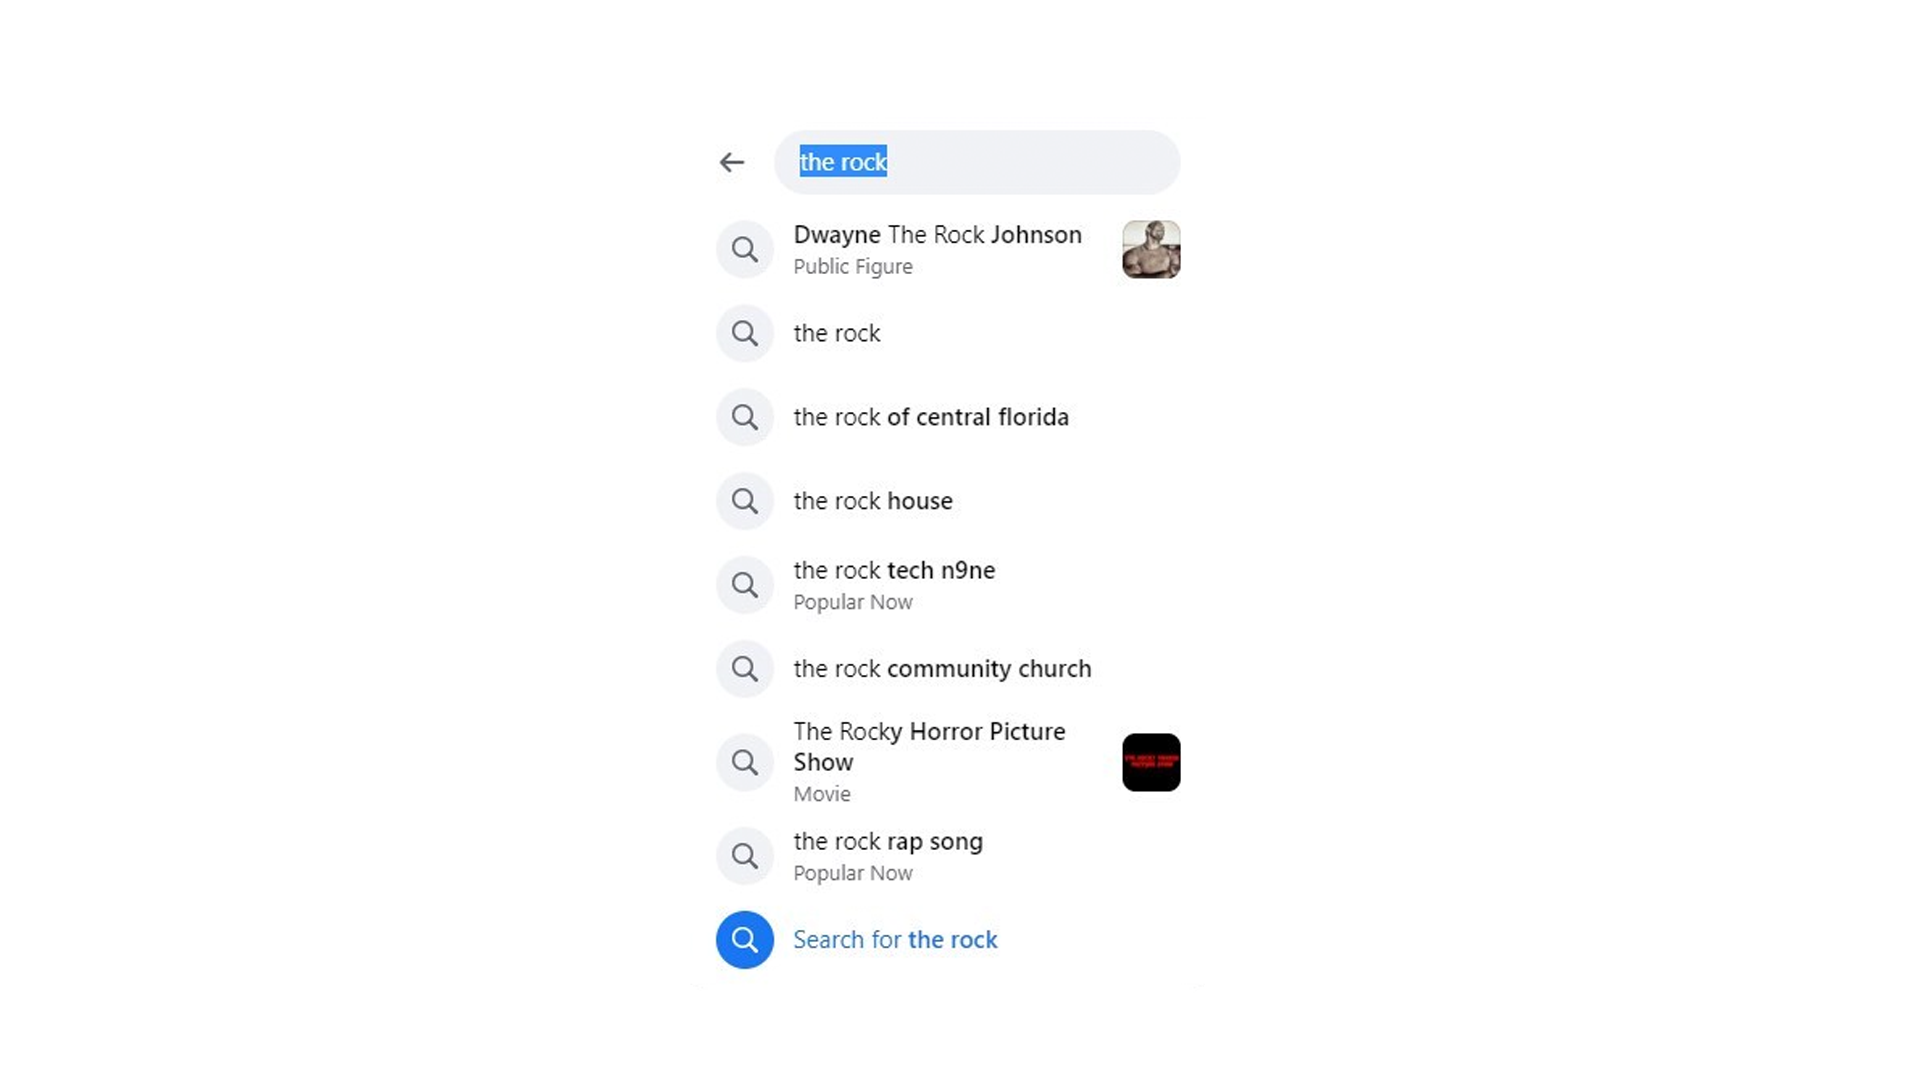 the rock
Dwayne The Rock Johnson
Public Figure
the rock
the rock of central florida
the rock house
the rock tech n9ne
Popular Now
the rock community church
The Rocky Horror Picture
Show
Movie
the rock rap song
Popular Now
Search for the rock